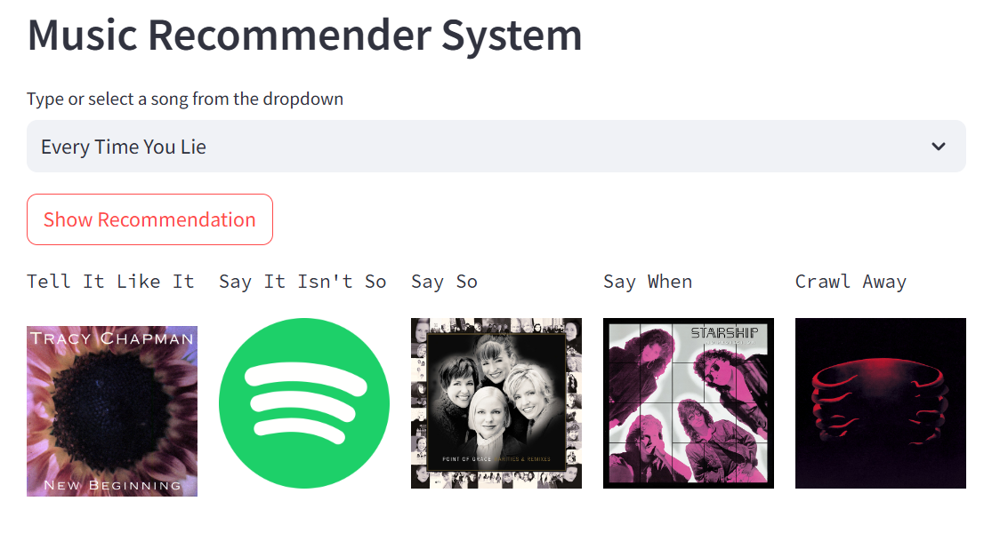 Music Recommender System
Type or select a song from the dropdown
Every Time You Lie
Show Recommendation
Tell It Like It
Say It Isn't So
Say So
Say When
Crawl Away
TRACY CHAPMAN
NEW BEGINNING
POINT OF GRACE RARITIES & REMIXES
STARSHIP